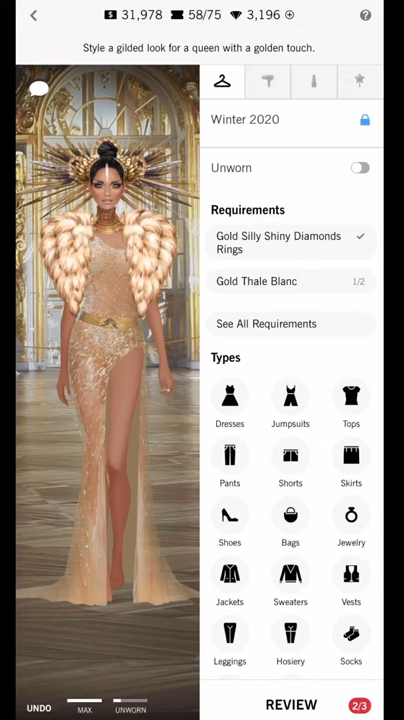 31,978 58/75 3,196
Style a gilded look for a queen with a golden touch.
Winter 2020
Unworn
Requirements
Gold Silly Shiny Diamonds
Rings
Gold Thale Blanc 1/2
See All Requirements
Types
Dresses Jumpsuits Tops
Pants Shorts Skirts
Shoes Bags Jewelry
Jackets Sweaters Vests
Leggings Hosiery Socks
UNDO MAX UNWORN REVIEW 2/3